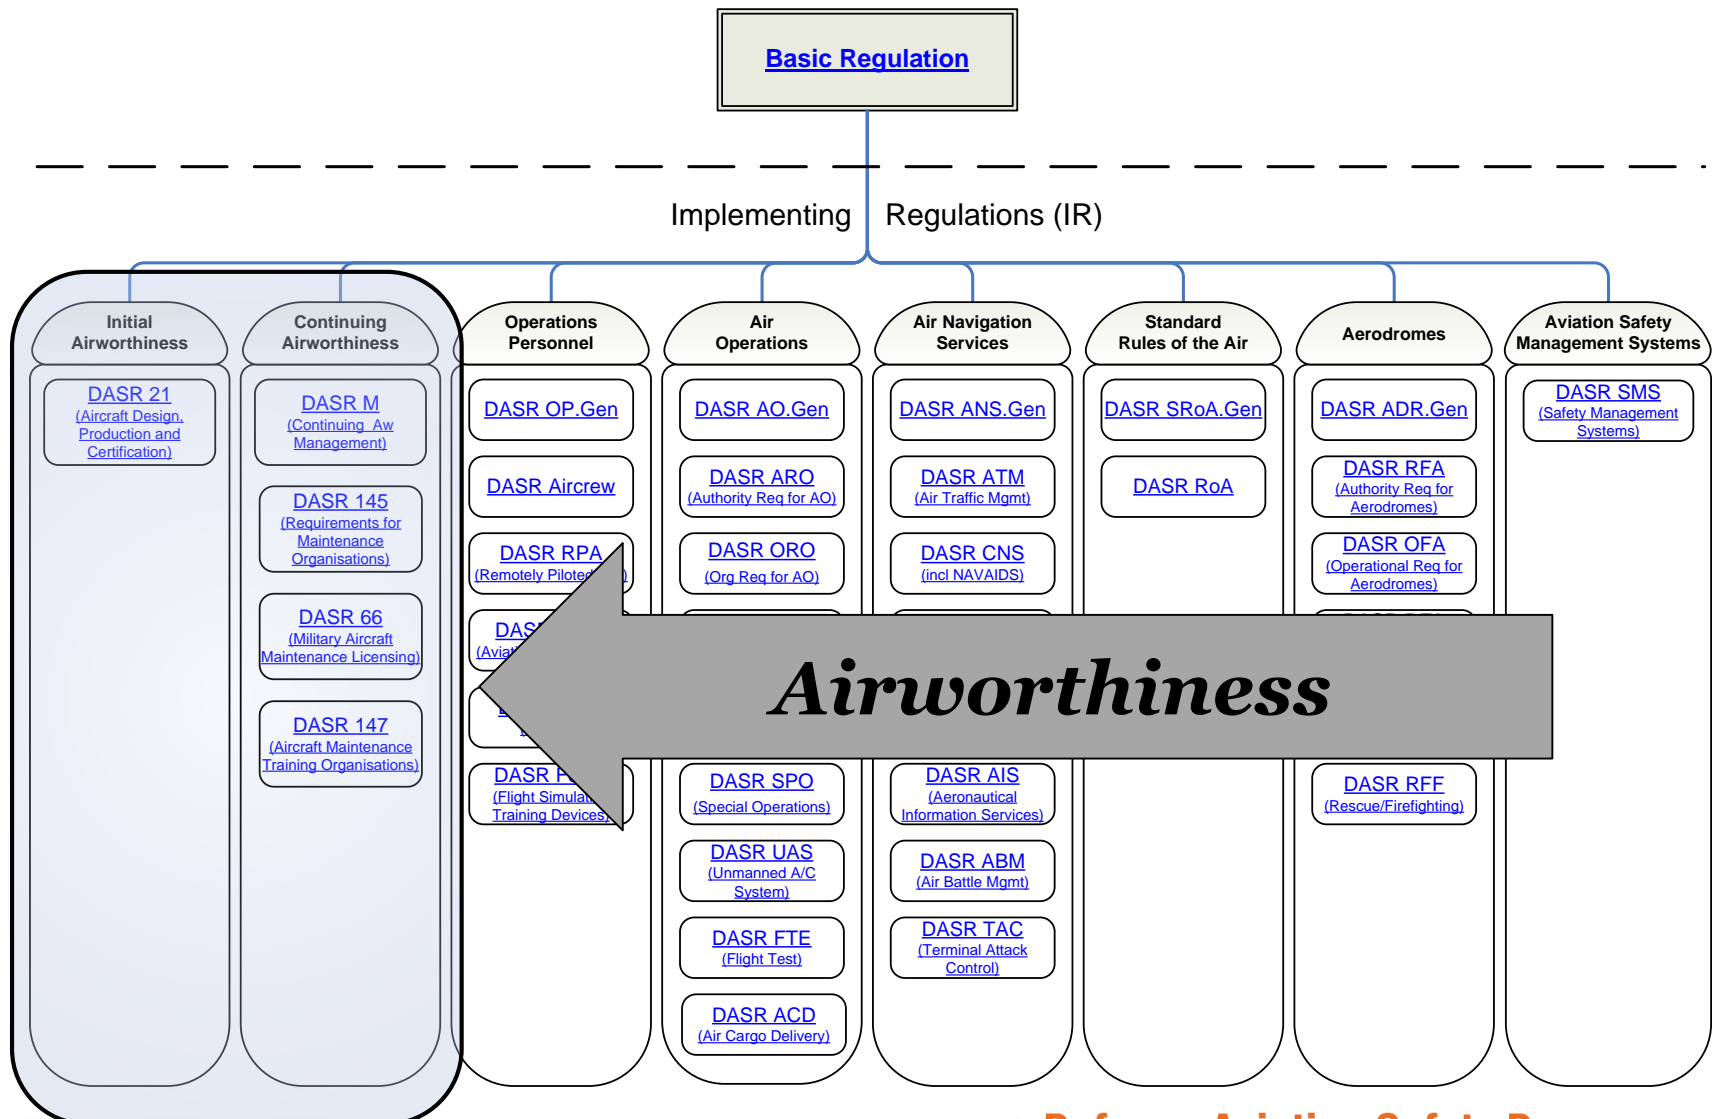 Basic Regulation
Implementing Regulations (IR)
Initial
Airworthiness
DASR 21
(Aircraft Design,
Production and
Certification)
Continuing
Airworthiness
DASR M
(Continuing Aw
Management)
DASR 145
(Requirements for
Maintenance
Organisations)
DASR 66
(Military Aircraft
Maintenance Licensing)
DASR 147
(Aircraft Maintenance
Training Organisations)
Operations
Personnel
DASR OP.Gen
DASR Aircrew
DASR RPA
(Remotely Piloted
DASR
(Flight
Training Devices)
Air
Operations
DASR AO.Gen
DASR ARO
(Authority Req for AO)
DASR ORO
(Org Req for AO)
DASR SPO
(Special Operations)
DASR UAS
(Unmanned A/C
System)
DASR FTE
(Flight Test)
DASR ACD
(Air Cargo Delivery)
Air Navigation
Services
DASR ANS.Gen
DASR ATM
(Air Traffic Mgmt)
DASR CNS
(incl NAVAIDS)
DASR AIS
(Aeronautical
Information Services)
DASR ABM
(Air Battle Mgmt)
DASR TAC
(Terminal Attack
Control)
Standard
Rules of the Air
DASR SRoA.Gen
DASR RoA
Aerodromes
DASR ADR.Gen
DASR RFA
(Authority Req for
Aerodromes)
DASR OFA
(Operational Req for
Aerodromes)
DASR RFF
(Rescue/Firefighting)
Aviation Safety
Management Systems
DASR SMS
(Safety Management
Systems)
Airworthiness